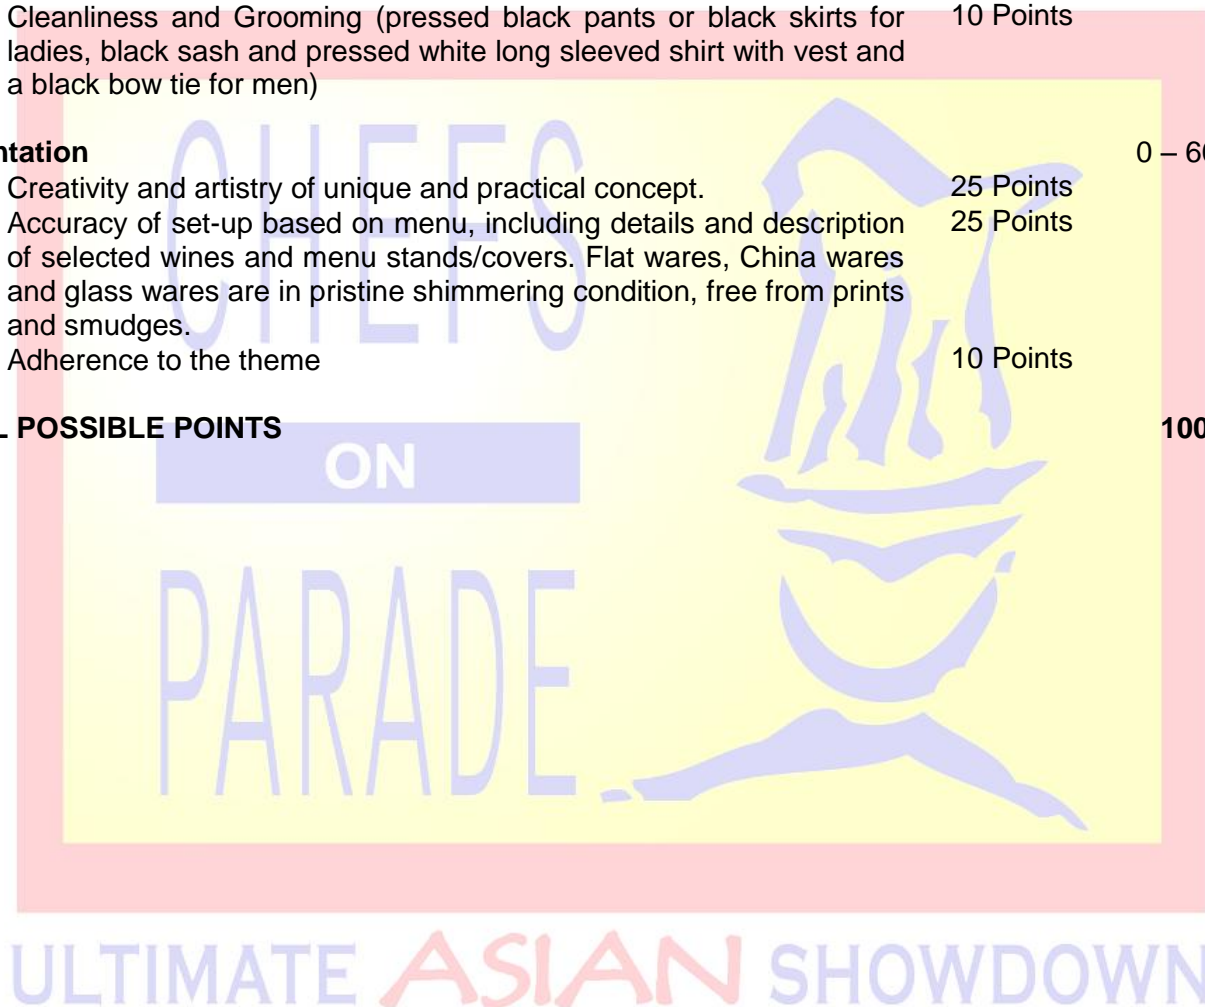 Cleanliness and Grooming (pressed black pants or black skirts for 10 Points
ladies, black sash and pressed white long sleeved shirt with vest and
a black bow tie for men)
ntation 0 – 60
Creativity and artistry of unique and practical concept. 25 Points
Accuracy of set-up based on menu, including details and description 25 Points
of selected wines and menu stands/covers. Flat wares, China wares
and glass wares are in pristine shimmering condition, free from prints
and smudges.
Adherence to the theme 10 Points
L POSSIBLE POINTS 100
CHEFS
ON
PARADE
ULTIMATE ASIAN SHOWDOWN